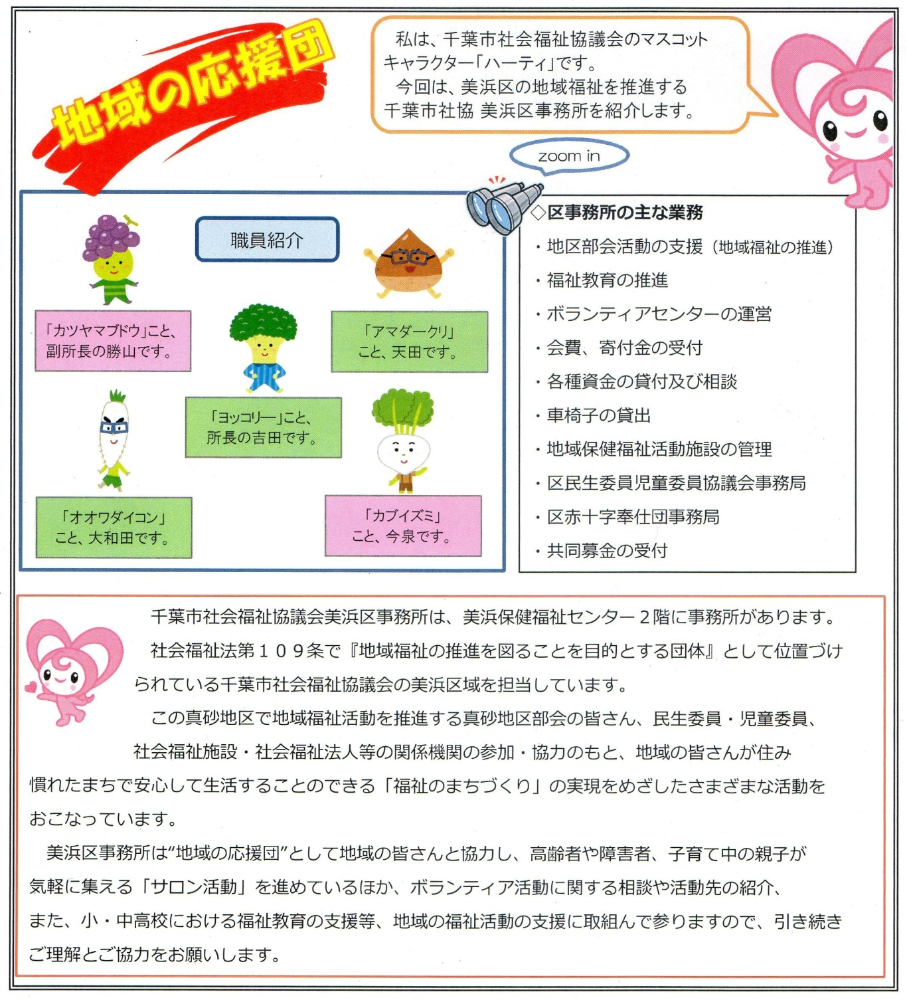 地域の応援団
私は、千葉市社会福祉協議会のマスコット
キャラクター「ハーティ」です。
今回は、美浜区の地域福祉を推進する
千葉市社協 美浜区事務所を紹介します。
zoom in
職員紹介
「カツヤマブドウ」こと、
副所長の勝山です。
「アマダークリ」
こと、天田です。
「ヨッコリー」こと、
所長の吉田です。
「オオワダイコン」
こと、大和田です。
「カブイズミ」
こと、今泉です。
◇区事務所の主な業務
・地区部会活動の支援（地域福祉の推進）
・福祉教育の推進
・ボランティアセンターの運営
・会費、寄付金の受付
・各種資金の貸付及び相談
・車椅子の貸出
・地域保健福祉活動施設の管理
・区民生委員児童委員協議会事務局
・区赤十字奉仕団事務局
・共同募金の受付
千葉市社会福祉協議会美浜区事務所は、美浜保健福祉センター２階に事務所があります。
社会福祉法第１０９条で『地域福祉の推進を図ることを目的とする団体』として位置づけ
られている千葉市社会福祉協議会の美浜区域を担当しています。
この真砂地区で地域福祉活動を推進する真砂地区部会の皆さん、民生委員・児童委員、
社会福祉施設・社会福祉法人等の関係機関の参加・協力のもと、地域の皆さんが住み
慣れたまちで安心して生活することのできる「福祉のまちづくり」の実現をめざしたさまざまな活動を
おこなっています。
美浜区事務所は“地域の応援団”として地域の皆さんと協力し、高齢者や障害者、子育て中の親子が
気軽に集える「サロン活動」を進めているほか、ボランティア活動に関する相談や活動先の紹介、
また、小・中高校における福祉教育の支援等、地域の福祉活動の支援に取組んで参りますので、引き続き
ご理解とご協力をお願いします。